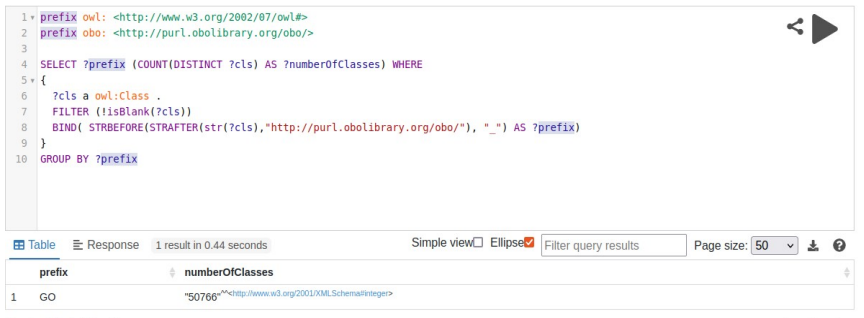 1 prefix owl: <http://www.w3.org/2002/07/owl#>
2 prefix obo: <http://purl.obolibrary.org/obo/>
3
4 SELECT ?prefix (COUNT(DISTINCT ?cls) AS ?numberOfClasses) WHERE
5 {
6 ?cls a owl:Class .
7 FILTER (!isBlank(?cls))
8 BIND( STRBEFORE(STRAFTER(str(?cls),"http://purl.obolibrary.org/obo/"), "_") AS ?prefix)
9 }
10 GROUP BY ?prefix
Table Response 1 result in 0.44 seconds Simple view Ellipse Filter query results Page size: 50
prefix numberOfClasses
1 GO "50766"^^<http://www.w3.org/2001/XMLSchema#integer>